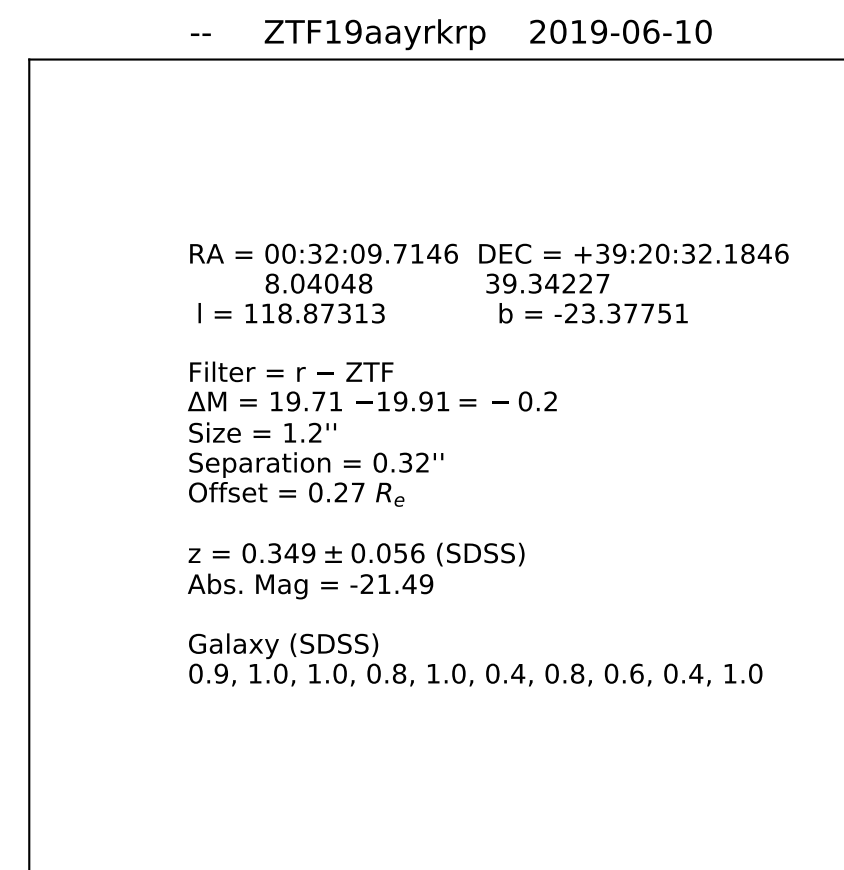 -- ZTF19aayrkrp 2019-06-10
RA = 00:32:09.7146 DEC = +39:20:32.1846
8.04048 39.34227
l = 118.87313 b = -23.37751
Filter = r − ZTF
ΔM = 19.71 −19.91 = − 0.2
Size = 1.2''
Separation = 0.32''
Offset = 0.27 Rₑ
z = 0.349 ± 0.056 (SDSS)
Abs. Mag = -21.49
Galaxy (SDSS)
0.9, 1.0, 1.0, 0.8, 1.0, 0.4, 0.8, 0.6, 0.4, 1.0